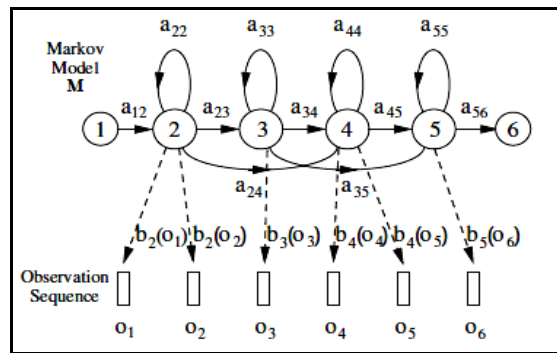 a22 a33 a44 a55
Markov
Model
M
a12 a23 a34 a45 a56
1 2 3 4 5 6
a24 a35
b2(o1) b2(o2) b3(o3) b4(o4) b4(o5) b5(o6)
Observation
Sequence
o1 o2 o3 o4 o5 o6